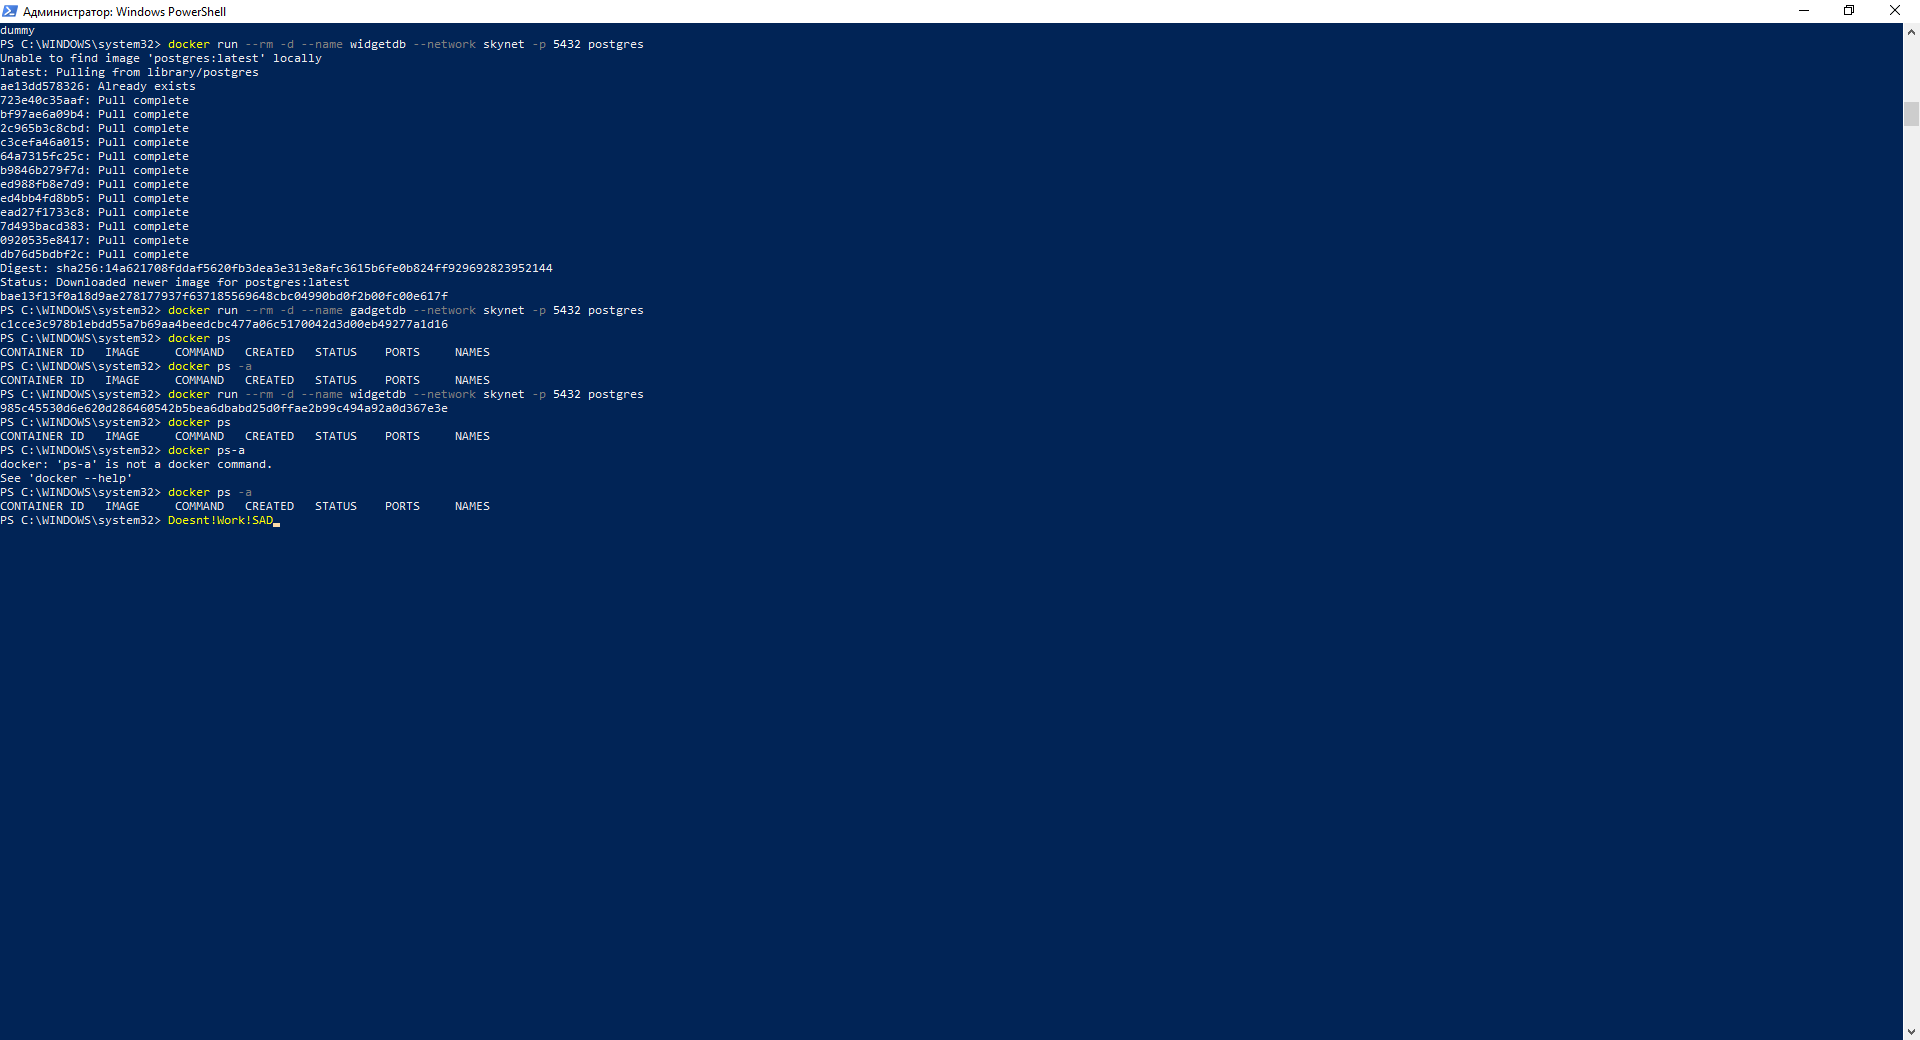 Администратор: Windows PowerShell
dummy
PS C:\WINDOWS\system32> docker run --rm -d --name widgetdb --network skynet -p 5432 postgres
Unable to find image 'postgres:latest' locally
latest: Pulling from library/postgres
ae13dd578326: Already exists
723e40c35aaf: Pull complete
bf97ae6a09b4: Pull complete
2c965b3c8cbd: Pull complete
c3cefa46a015: Pull complete
64a7315fc25c: Pull complete
b9846b279f7d: Pull complete
ed988fb8e7d9: Pull complete
ed4bb4fd8bb5: Pull complete
ead27f1733c8: Pull complete
7d493bacd383: Pull complete
0920535e8417: Pull complete
db76d5bdbf2c: Pull complete
Digest: sha256:14a621708fddaf5620fb3dea3e313e8afc3615b6fe0b824ff929692823952144
Status: Downloaded newer image for postgres:latest
bae13f13f0a18d9ae278177937f637185569648cbc04990bd0f2b00fc00e617f
PS C:\WINDOWS\system32> docker run --rm -d --name gadgetdb --network skynet -p 5432 postgres
c1cce3c978b1ebdd55a7b69aa4beedcbc477a06c5170042d3d00eb49277a1d16
PS C:\WINDOWS\system32> docker ps
CONTAINER ID   IMAGE     COMMAND   CREATED   STATUS    PORTS     NAMES
PS C:\WINDOWS\system32> docker ps -a
CONTAINER ID   IMAGE     COMMAND   CREATED   STATUS    PORTS     NAMES
PS C:\WINDOWS\system32> docker run --rm -d --name widgetdb --network skynet -p 5432 postgres
985c45530d6e620d286460542b5bea6dbabd25d0ffae2b99c494a92a0d367e3e
PS C:\WINDOWS\system32> docker ps
CONTAINER ID   IMAGE     COMMAND   CREATED   STATUS    PORTS     NAMES
PS C:\WINDOWS\system32> docker ps-a
docker: 'ps-a' is not a docker command.
See 'docker --help'
PS C:\WINDOWS\system32> docker ps -a
CONTAINER ID   IMAGE     COMMAND   CREATED   STATUS    PORTS     NAMES
PS C:\WINDOWS\system32> Doesnt!Work!SAD